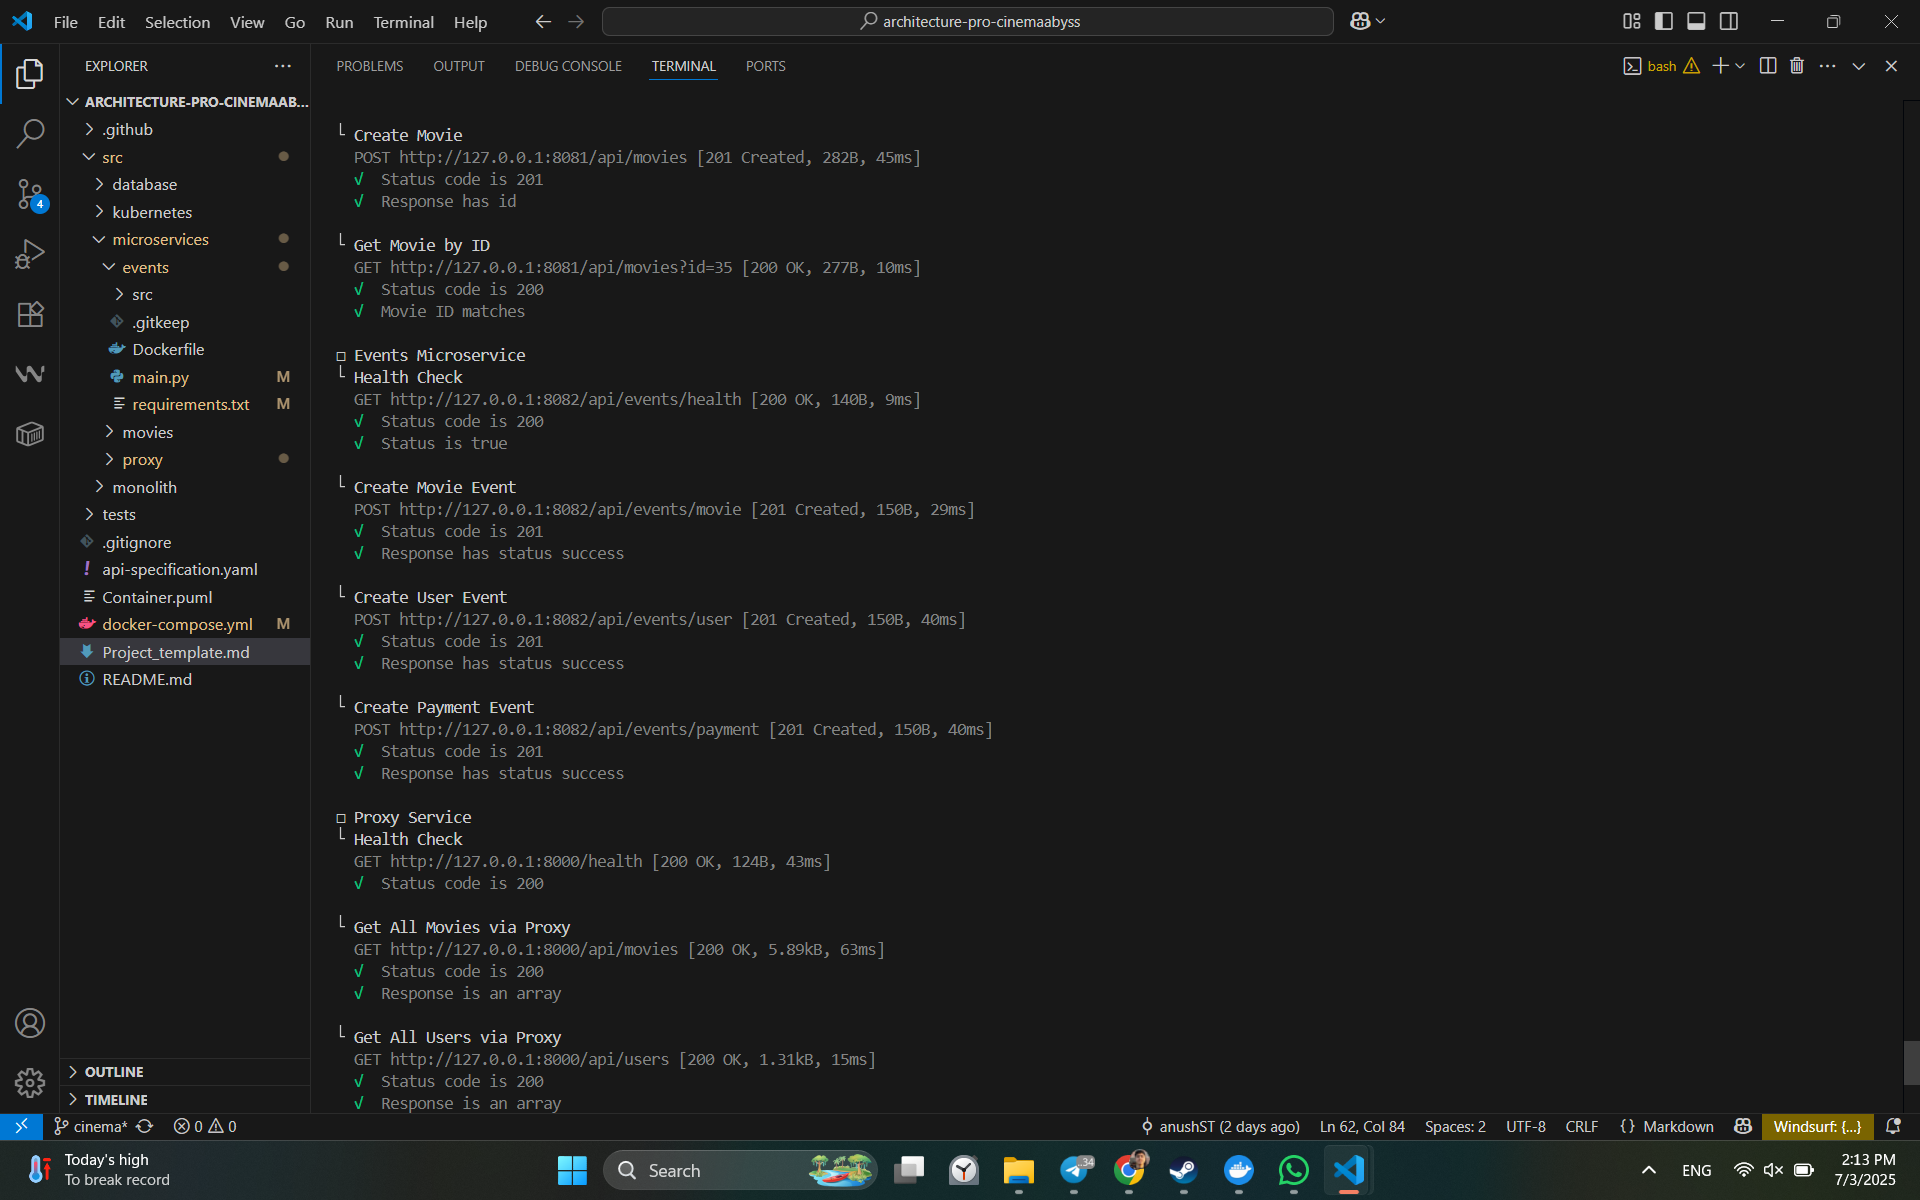 File Edit Selection View Go Run Terminal Help
architecture-pro-cinemaabyss
EXPLORER
ARCHITECTURE-PRO-CINEMAAB...
.github
src
database
kubernetes
microservices
events
src
.gitkeep
Dockerfile
main.py M
requirements.txt M
movies
proxy
monolith
tests
.gitignore
api-specification.yaml
Container.puml
docker-compose.yml M
Project_template.md
README.md
OUTLINE
TIMELINE
4
PROBLEMS OUTPUT DEBUG CONSOLE TERMINAL PORTS
bash
└ Create Movie
POST http://127.0.0.1:8081/api/movies [201 Created, 282B, 45ms]
√ Status code is 201
√ Response has id
└ Get Movie by ID
GET http://127.0.0.1:8081/api/movies?id=35 [200 OK, 277B, 10ms]
√ Status code is 200
√ Movie ID matches
□ Events Microservice
└ Health Check
GET http://127.0.0.1:8082/api/events/health [200 OK, 140B, 9ms]
√ Status code is 200
√ Status is true
└ Create Movie Event
POST http://127.0.0.1:8082/api/events/movie [201 Created, 150B, 29ms]
√ Status code is 201
√ Response has status success
└ Create User Event
POST http://127.0.0.1:8082/api/events/user [201 Created, 150B, 40ms]
√ Status code is 201
√ Response has status success
└ Create Payment Event
POST http://127.0.0.1:8082/api/events/payment [201 Created, 150B, 40ms]
√ Status code is 201
√ Response has status success
□ Proxy Service
└ Health Check
GET http://127.0.0.1:8000/health [200 OK, 124B, 43ms]
√ Status code is 200
└ Get All Movies via Proxy
GET http://127.0.0.1:8000/api/movies [200 OK, 5.89kB, 63ms]
√ Status code is 200
√ Response is an array
└ Get All Users via Proxy
GET http://127.0.0.1:8000/api/users [200 OK, 1.31kB, 15ms]
√ Status code is 200
√ Response is an array
cinema* 0 0 anushST (2 days ago) Ln 62, Col 84 Spaces: 2 UTF-8 CRLF {} Markdown Windsurf: {...}
Today's high
To break record
Search
34
ENG
2:13 PM
7/3/2025